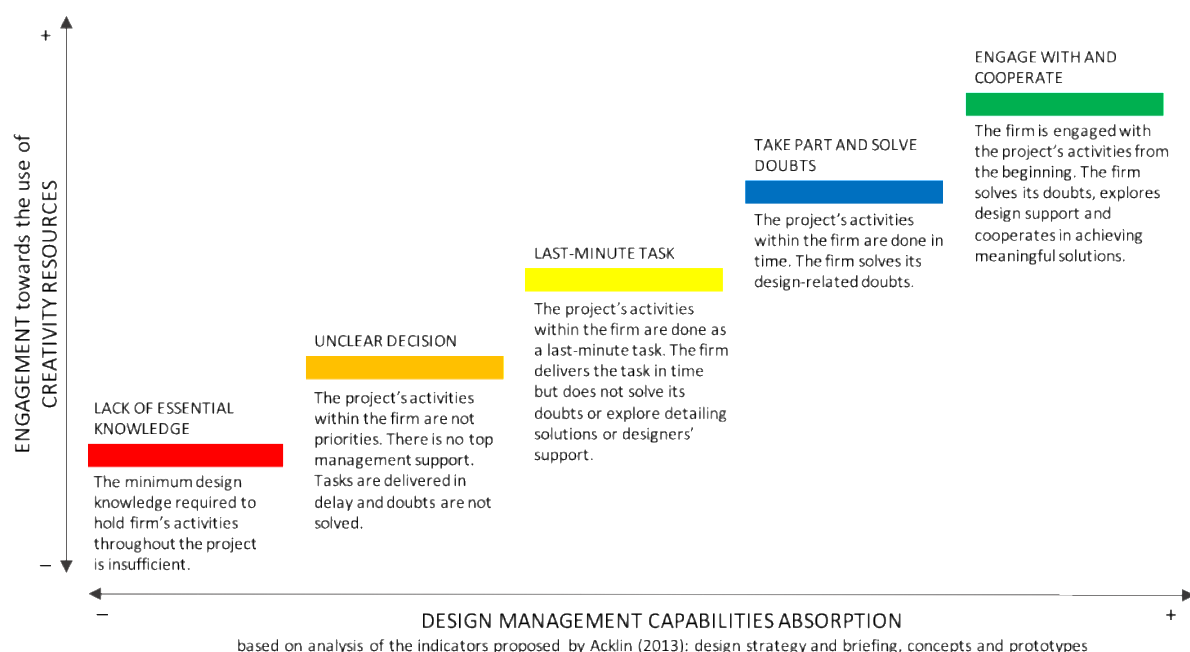 +
ENGAGEMENT towards the use of
CREATIVITY RESOURCES
–
ENGAGE WITH AND
COOPERATE
The firm is engaged with
the project's activities from
the beginning. The firm
solves its doubts, explores
design support and
cooperates in achieving
meaningful solutions.
TAKE PART AND SOLVE
DOUBTS
The project's activities
within the firm are done in
time. The firm solves its
design-related doubts.
LAST-MINUTE TASK
The project's activities
within the firm are done as
a last-minute task. The firm
delivers the task in time
but does not solve its
doubts or explore detailing
solutions or designers'
support.
UNCLEAR DECISION
The project's activities
within the firm are not
priorities. There is no top
management support.
Tasks are delivered in
delay and doubts are not
solved.
LACK OF ESSENTIAL
KNOWLEDGE
The minimum design
knowledge required to
hold firm's activities
throughout the project
is insufficient.
–
+
DESIGN MANAGEMENT CAPABILITIES ABSORPTION
based on analysis of the indicators proposed by Acklin (2013): design strategy and briefing, concepts and prototypes